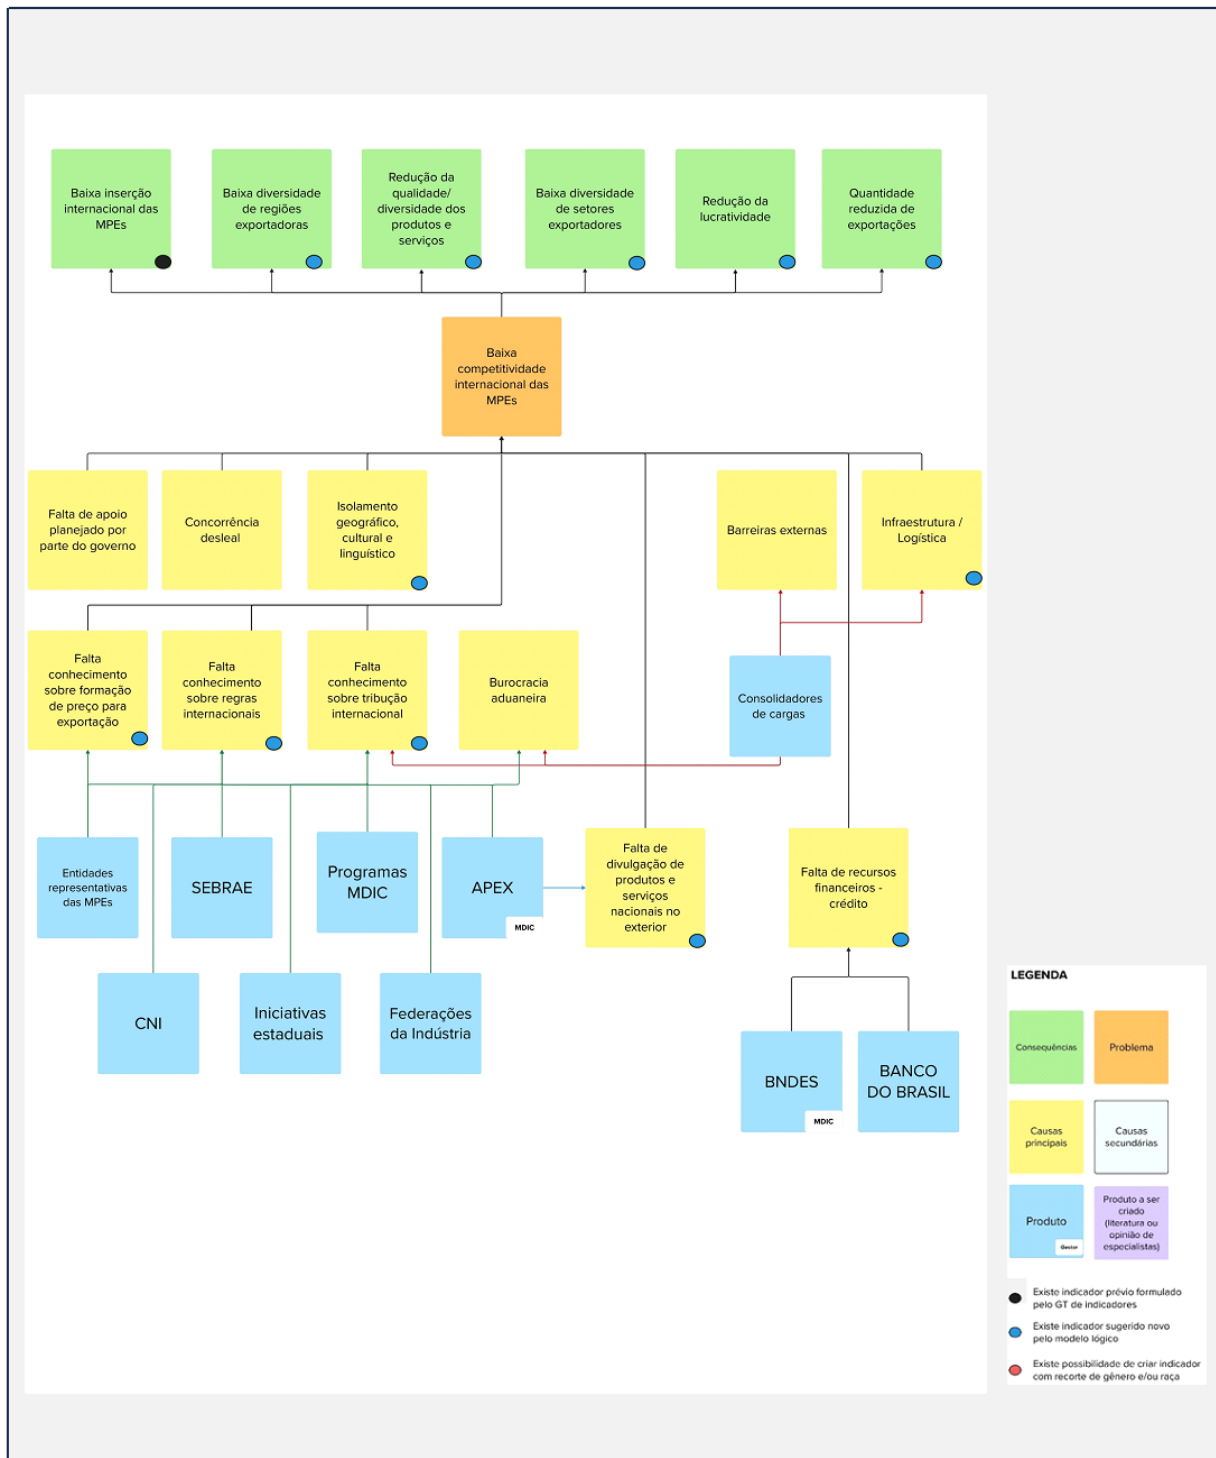 Baixa inserção
internacional das
MPEs
Baixa diversidade
de regiões
exportadoras
Redução da
qualidade/
diversidade dos
produtos e
serviços
Baixa diversidade
de setores
exportadores
Redução da
lucratividade
Quantidade
reduzida de
exportações
Baixa
competitividade
internacional das
MPEs
Falta de apoio
planejado por
parte do governo
Concorrência
desleal
Isolamento
geográfico,
cultural e
linguístico
Barreiras externas
Infraestrutura /
Logística
Falta
conhecimento
sobre formação
de preço para
exportação
Falta
conhecimento
sobre regras
internacionais
Falta
conhecimento
sobre tribução
internacional
Burocracia
aduaneira
Consolidadores
de cargas
Entidades
representativas
das MPEs
SEBRAE
Programas
MDIC
APEX
MDIC
Falta de
divulgação de
produtos e
serviços
nacionais no
exterior
Falta de recursos
financeiros -
crédito
CNI
Iniciativas
estaduais
Federações
da Indústria
BNDES
MDIC
BANCO
DO BRASIL
LEGENDA
Consequências
Problema
Causas
principais
Causas
secundárias
Produto
Gestor
Produto a ser
criado
(literatura ou
opinião de
especialistas)
Existe indicador prévio formulado
pelo GT de indicadores
Existe indicador sugerido novo
pelo modelo lógico
Existe possibilidade de criar indicador
com recorte de gênero e/ou raça